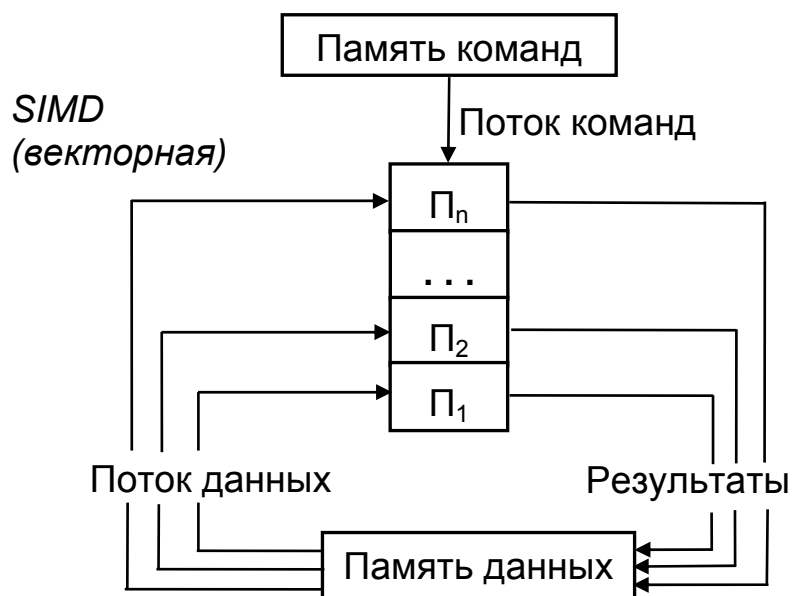 Память команд
SIMD
(векторная)
Поток команд
Пn
. . .
П2
П1
Поток данных
Результаты
Память данных